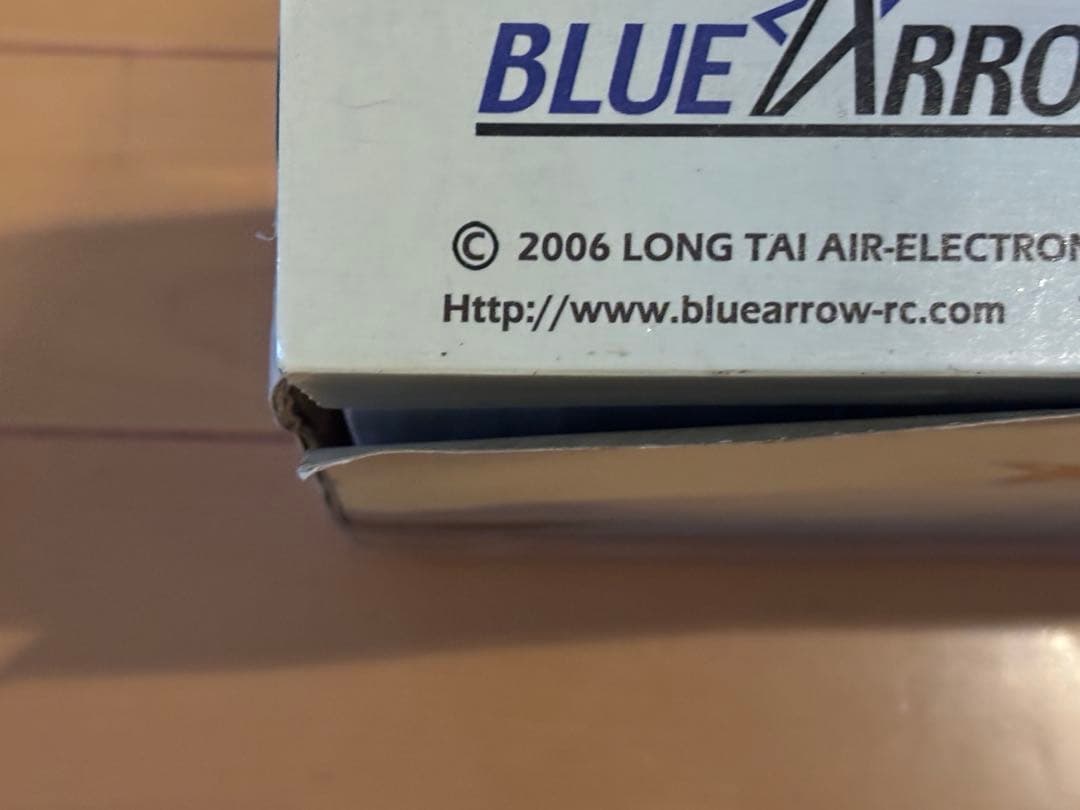 BLUE ARRO
© 2006 LONG TAI AIR-ELECTRON
Http://www.bluearrow-rc.com